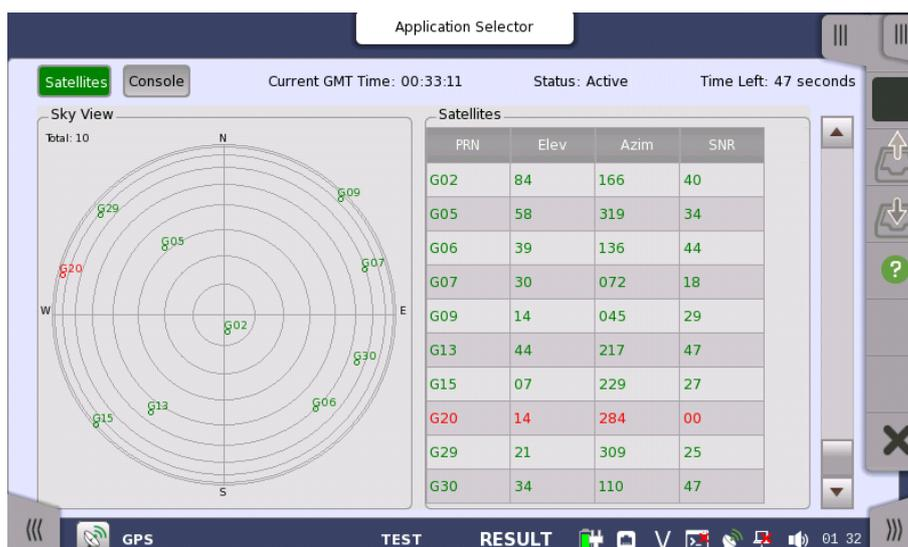 Application Selector
Satellites Console Current GMT Time: 00:33:11 Status: Active Time Left: 47 seconds
Sky View
Total: 10
N
G09
G29
G05
G20
G07
W
E
G02
G30
G13
G06
G15
S
Satellites
PRN Elev Azim SNR
G02 84 166 40
G05 58 319 34
G06 39 136 44
G07 30 072 18
G09 14 045 29
G13 44 217 47
G15 07 229 27
G20 14 284 00
G29 21 309 25
G30 34 110 47
?
GPS TEST RESULT V 01 32